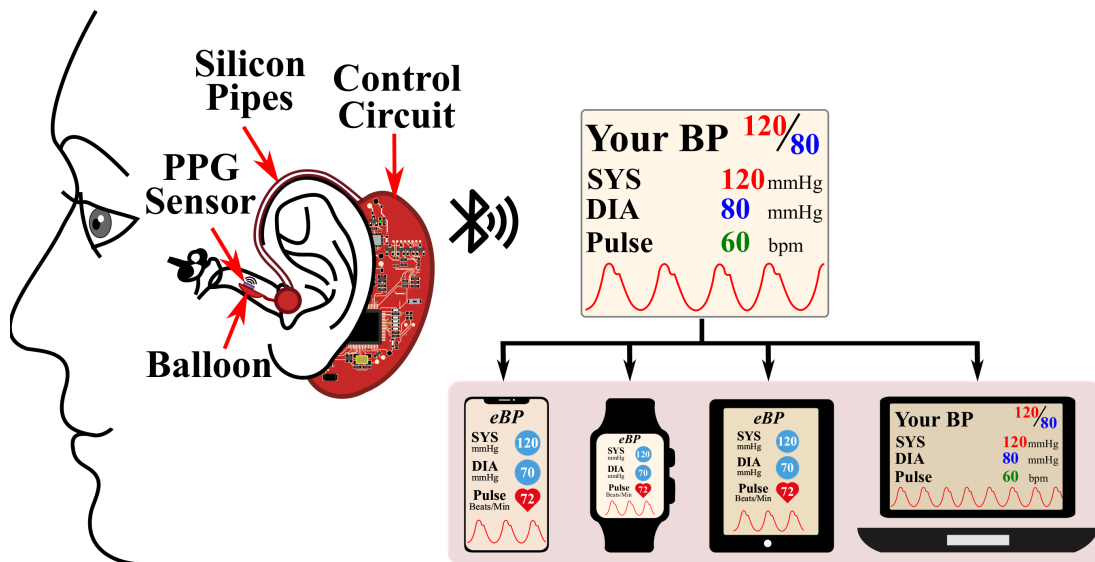 Silicon
Pipes
Control
Circuit
PPG
Sensor
Balloon
Your BP 120/80
SYS 120 mmHg
DIA 80 mmHg
Pulse 60 bpm
eBP
SYS
mmHg
120
DIA
mmHg
70
Pulse
Beats/Min
72
eBP
SYS
mmHg
120
DIA
mmHg
70
Pulse
Beats/Min
72
eBP
SYS
mmHg
120
DIA
mmHg
70
Pulse
Beats/Min
72
Your BP 120/80
SYS 120 mmHg
DIA 80 mmHg
Pulse 60 bpm